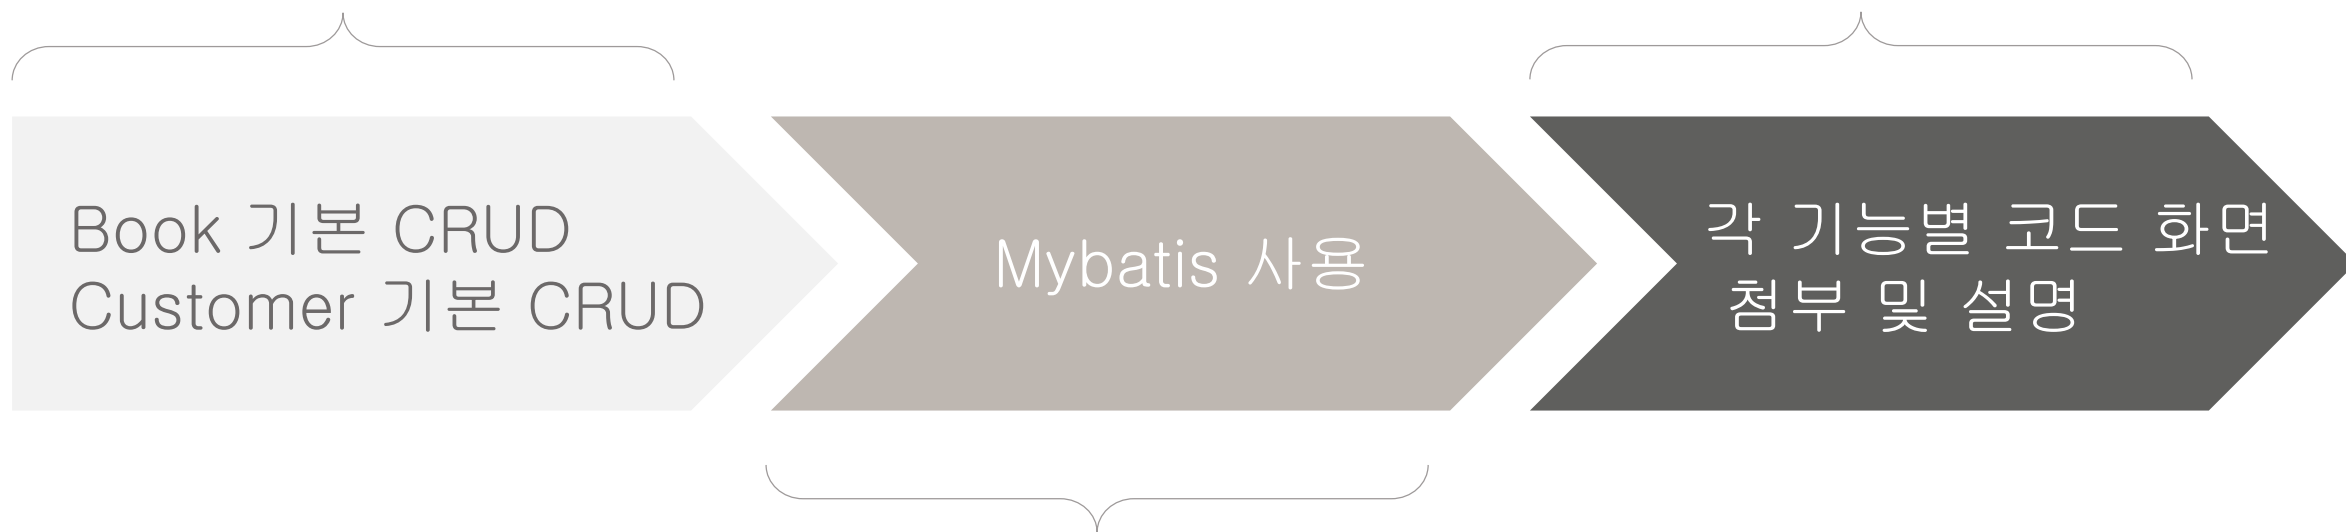 Book 기본 CRUD
Customer 기본 CRUD
Mybatis 사용
각 기능별 코드 화면
첨부 및 설명